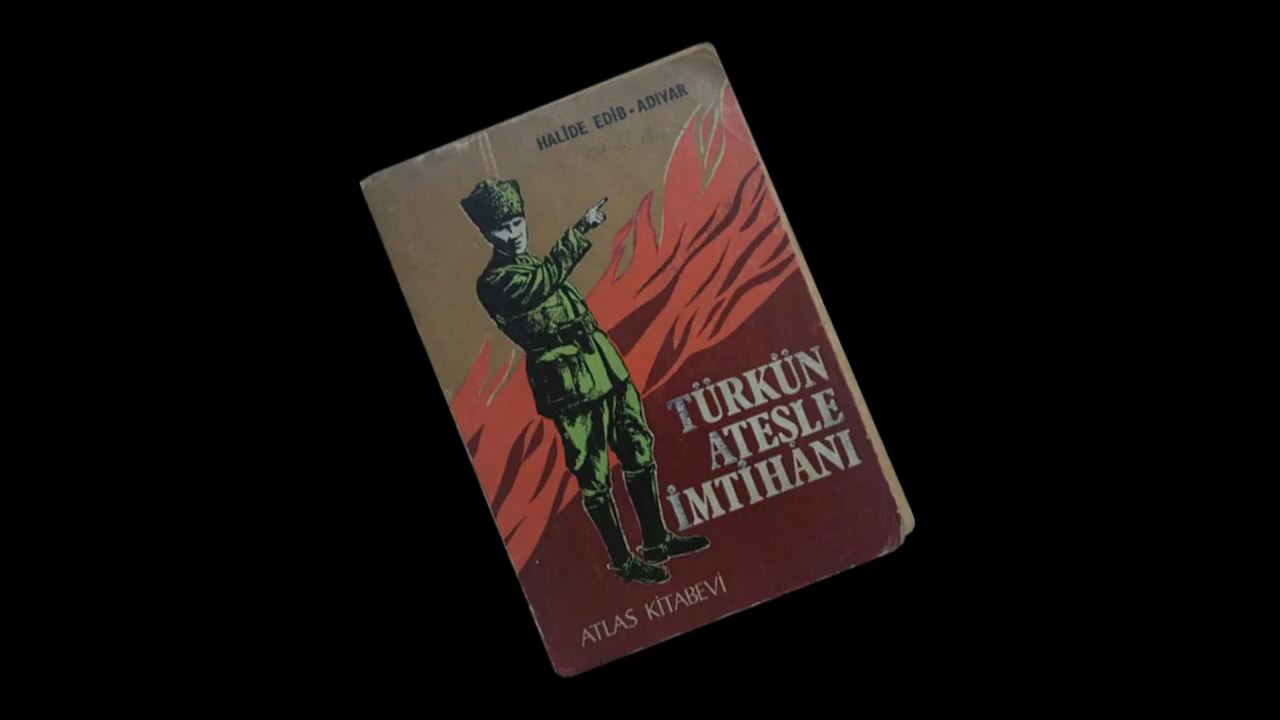 HALİDE EDİB - ADIVAR
TÜRKÜN
ATEŞLE
İMTİHANI
ATLAS KİTABEVİ